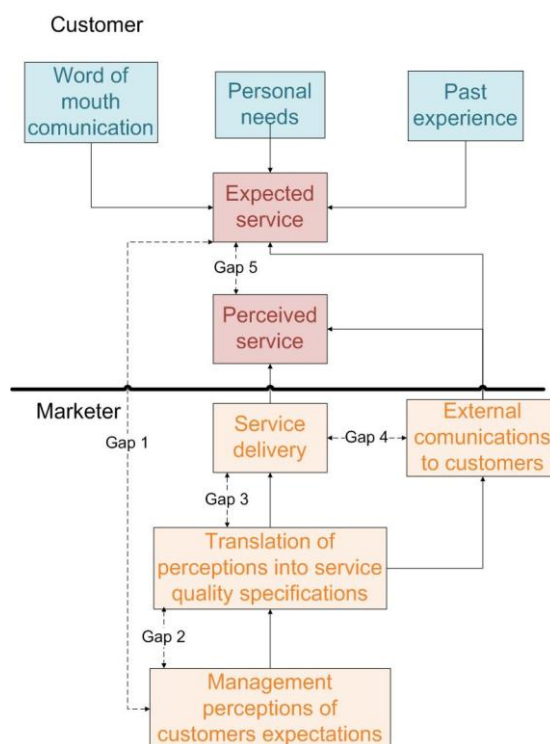 Customer
Word of
mouth comunication
Personal
needs
Past
experience
Expected
service
Gap 5
Perceived
service
Marketer
Gap 1
Service
delivery
Gap 4
External
comunications
to customers
Gap 3
Translation of
perceptions into service
quality specifications
Gap 2
Management
perceptions of
customers expectations